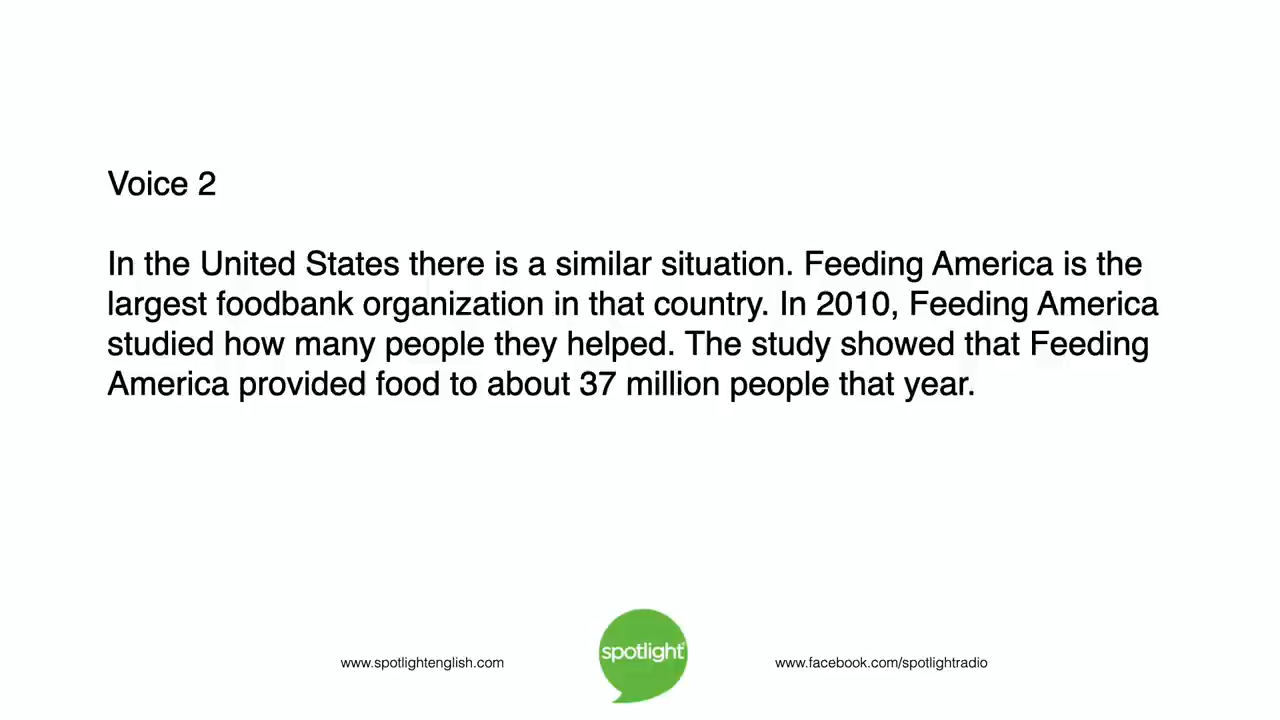 Voice 2
In the United States there is a similar situation. Feeding America is the
largest foodbank organization in that country. In 2010, Feeding America
studied how many people they helped. The study showed that Feeding
America provided food to about 37 million people that year.
www.spotlightenglish.com
spotlight
www.facebook.com/spotlightradio